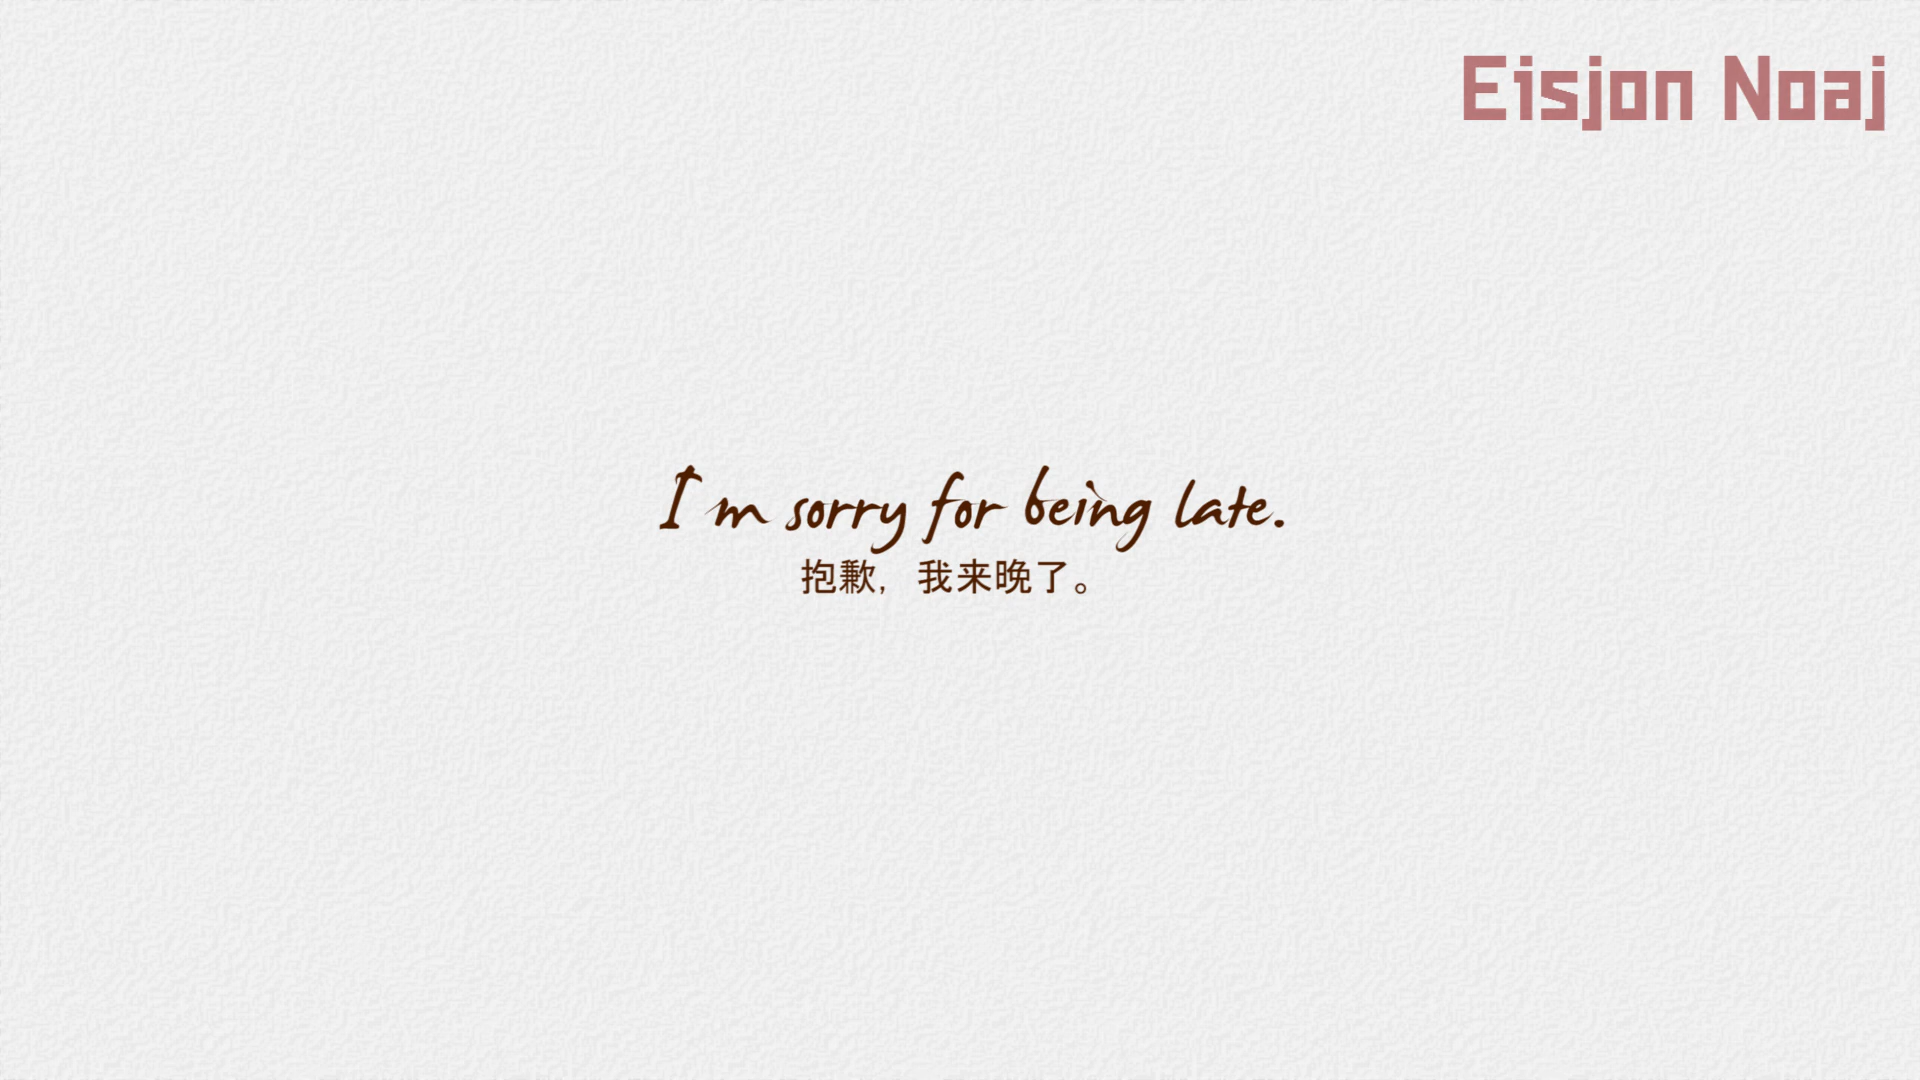 Eisjon Noaj
I'm sorry for being late.
抱歉，我来晚了。